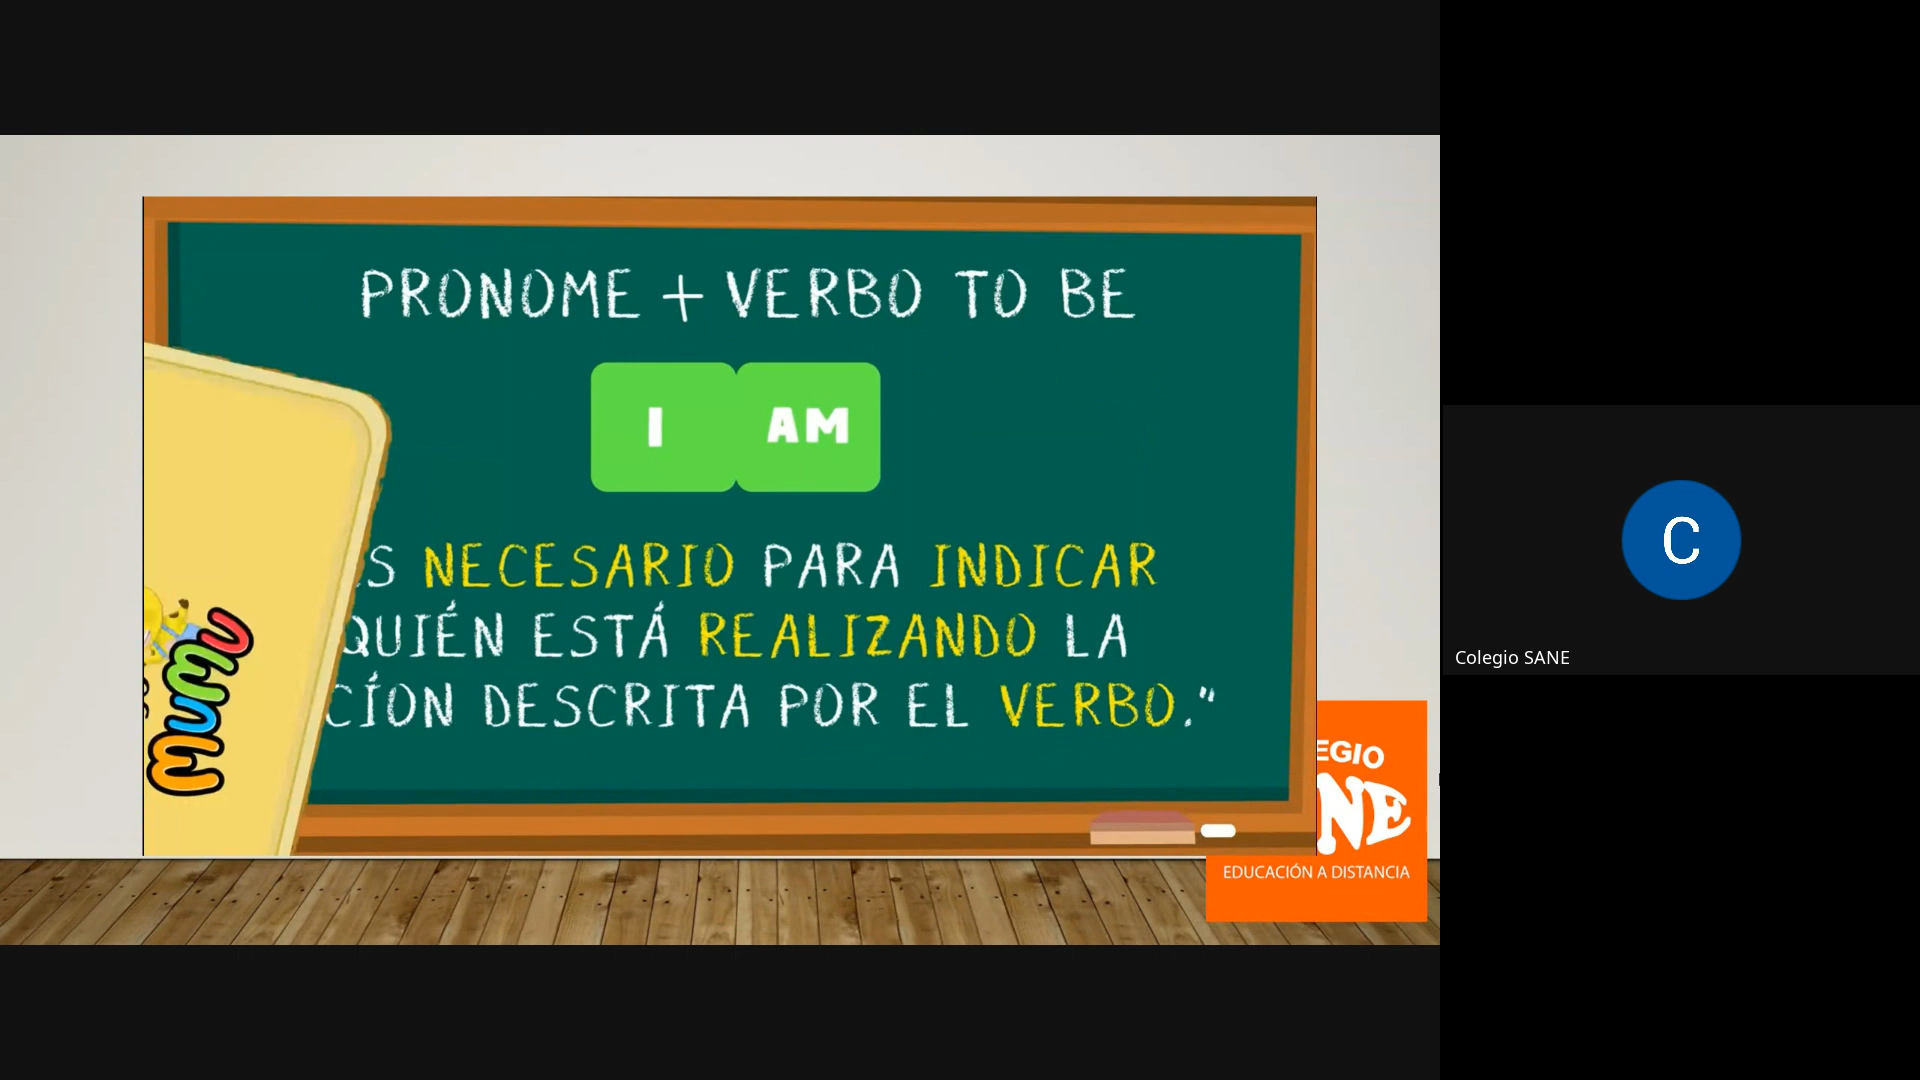 PRONOME + VERBO TO BE
I AM
S NECESARIO PARA INDICAR
QUIÉN ESTÁ REALIZANDO LA
CÍON DESCRITA POR EL VERBO."
EGIO
NE
EDUCACIÓN A DISTANCIA
C
Colegio SANE